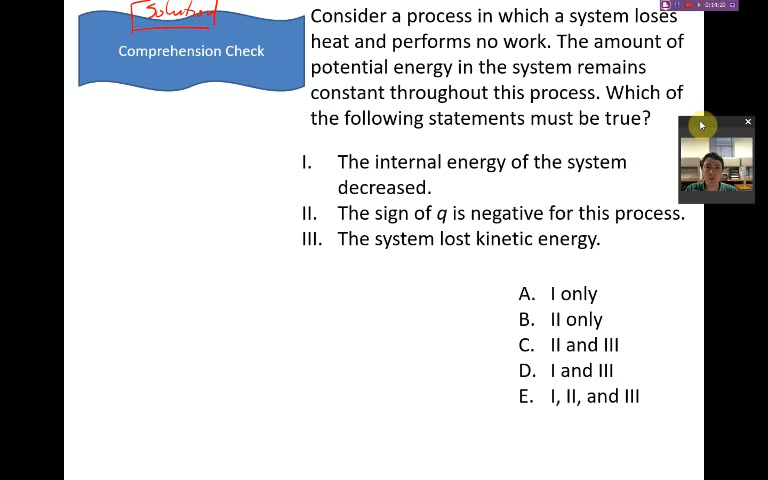 Solution
Comprehension Check
Consider a process in which a system loses
heat and performs no work. The amount of
potential energy in the system remains
constant throughout this process. Which of
the following statements must be true?
I. The internal energy of the system
decreased.
II. The sign of q is negative for this process.
III. The system lost kinetic energy.
A. I only
B. II only
C. II and III
D. I and III
E. I, II, and III
0:14:20